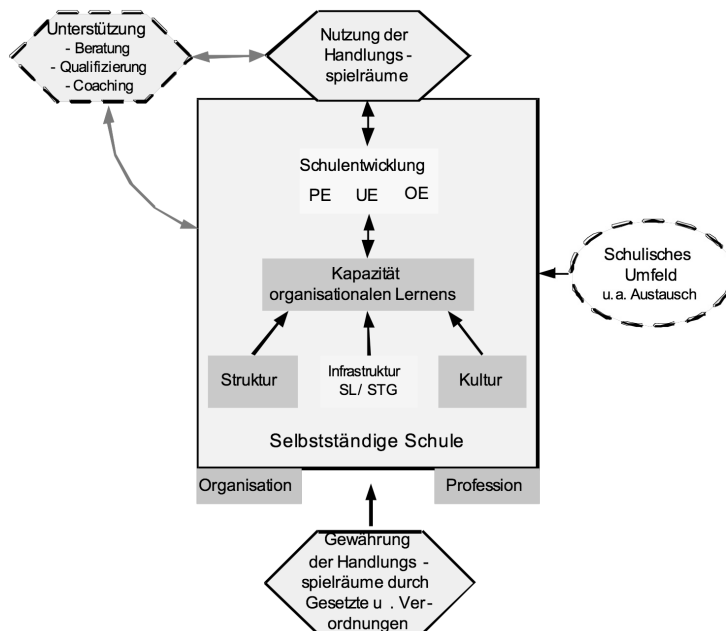 Unterstützung
- Beratung
- Qualifizierung
- Coaching
Nutzung der
Handlungs -
spielräume
Schulentwicklung
PE UE OE
Kapazität
organisationalen Lernens
Schulisches
Umfeld
u. a. Austausch
Struktur
Infrastruktur
SL/ STG
Kultur
Selbstständige Schule
Organisation
Profession
Gewährung
der Handlungs -
spielräume durch
Gesetzte u . Ver-
ordnungen